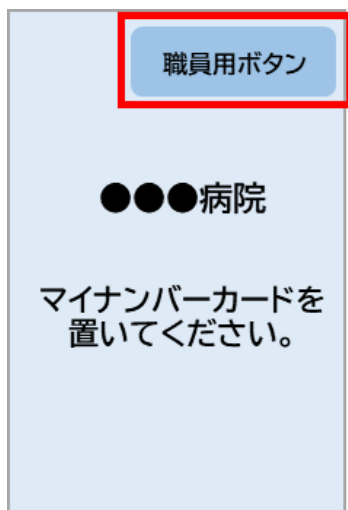 職員用ボタン
●●●病院
マイナンバーカードを
置いてください。